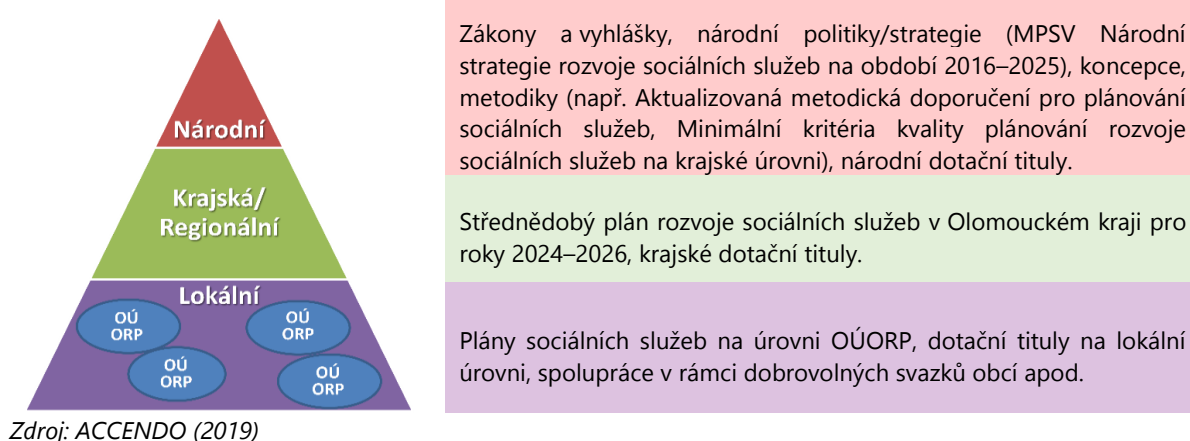 Národní
Zákony a vyhlášky, národní politiky/strategie (MPSV Národní
strategie rozvoje sociálních služeb na období 2016–2025), koncepce,
metodiky (např. Aktualizovaná metodická doporučení pro plánování
sociálních služeb, Minimální kritéria kvality plánování rozvoje
sociálních služeb na krajské úrovni), národní dotační tituly.
Krajská/
Regionální
Střednědobý plán rozvoje sociálních služeb v Olomouckém kraji pro
roky 2024–2026, krajské dotační tituly.
Lokální
OÚ
ORP
OÚ
ORP
OÚ
ORP
OÚ
ORP
Plány sociálních služeb na úrovni OÚORP, dotační tituly na lokální
úrovni, spolupráce v rámci dobrovolných svazků obcí apod.
Zdroj: ACCENDO (2019)